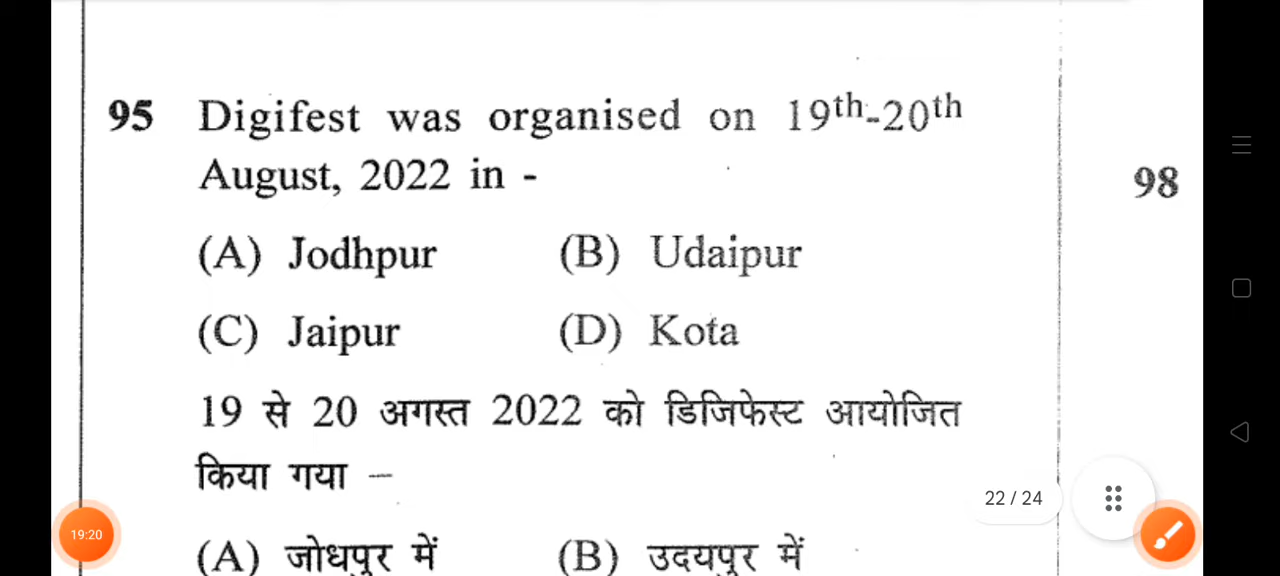 95 Digifest was organised on 19th-20th
August, 2022 in -
98
(A) Jodhpur (B) Udaipur
(C) Jaipur (D) Kota
19 से 20 अगस्त 2022 को डिजिफेस्ट आयोजित
किया गया –
22 / 24
19:20
(A) जोधपुर में (B) उदयपुर में